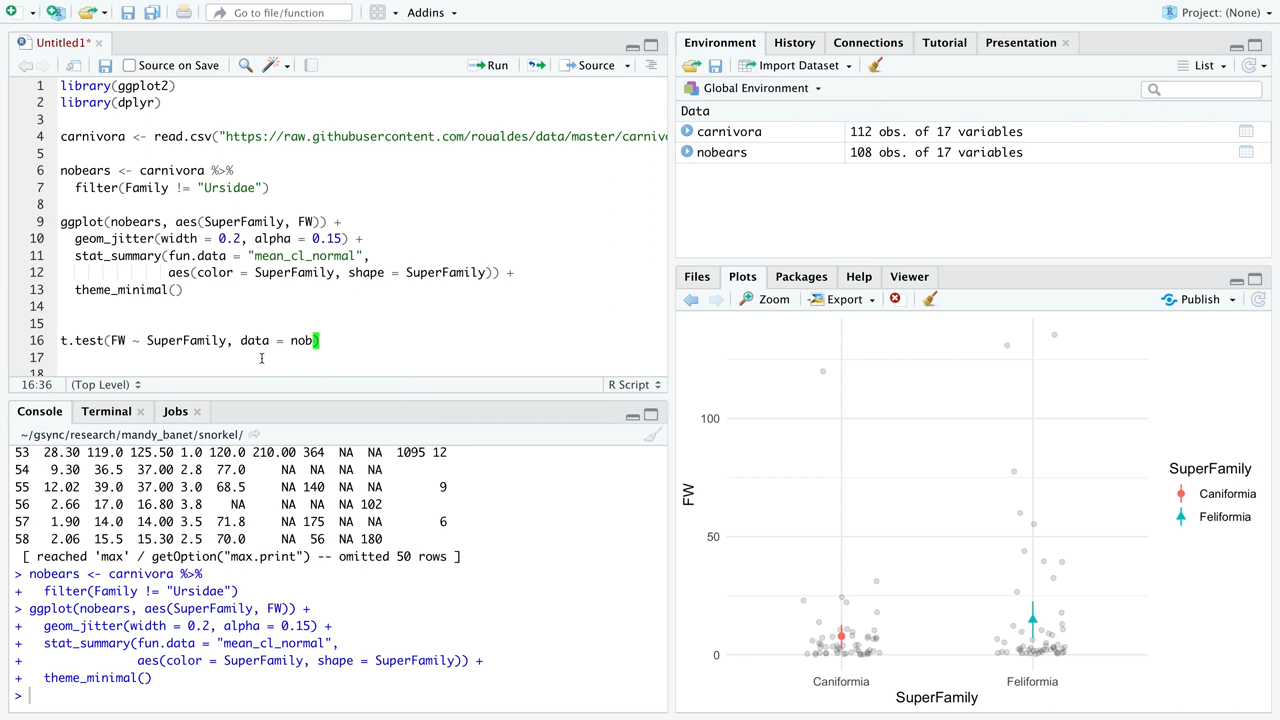 Go to file/function
Addins
Project: (None)
Untitled1*
Source on Save
Run
Source
1 library(ggplot2)
2 library(dplyr)
3
4 carnivora <- read.csv("https://raw.githubusercontent.com/roualdes/data/master/carniv
5
6 nobears <- carnivora %>%
7 filter(Family != "Ursidae")
8
9 ggplot(nobears, aes(SuperFamily, FW)) +
10 geom_jitter(width = 0.2, alpha = 0.15) +
11 stat_summary(fun.data = "mean_cl_normal",
12 aes(color = SuperFamily, shape = SuperFamily)) +
13 theme_minimal()
14
15
16 t.test(FW ~ SuperFamily, data = nob)
17
18
16:36
(Top Level)
R Script
Console
Terminal
Jobs
~/gsync/research/mandy_banet/snorkel/
53 28.30 119.0 125.50 1.0 120.0 210.00 364 NA NA 1095 12
54 9.30 36.5 37.00 2.8 77.0 NA NA NA NA
55 12.02 39.0 37.00 3.0 68.5 NA 140 NA NA 9
56 2.66 17.0 16.80 3.8 NA NA NA NA 102
57 1.90 14.0 14.00 3.5 71.8 NA 175 NA NA 6
58 2.06 15.5 15.30 2.5 70.0 NA 56 NA 180
[ reached 'max' / getOption("max.print") -- omitted 50 rows ]
> nobears <- carnivora %>%
+ filter(Family != "Ursidae")
> ggplot(nobears, aes(SuperFamily, FW)) +
+ geom_jitter(width = 0.2, alpha = 0.15) +
+ stat_summary(fun.data = "mean_cl_normal",
+ aes(color = SuperFamily, shape = SuperFamily)) +
+ theme_minimal()
>
Environment
History
Connections
Tutorial
Presentation
Import Dataset
List
Global Environment
Data
carnivora 112 obs. of 17 variables
nobears 108 obs. of 17 variables
Files
Plots
Packages
Help
Viewer
Zoom
Export
Publish
100
50
0
FW
Caniformia
Feliformia
SuperFamily
SuperFamily
Caniformia
Feliformia